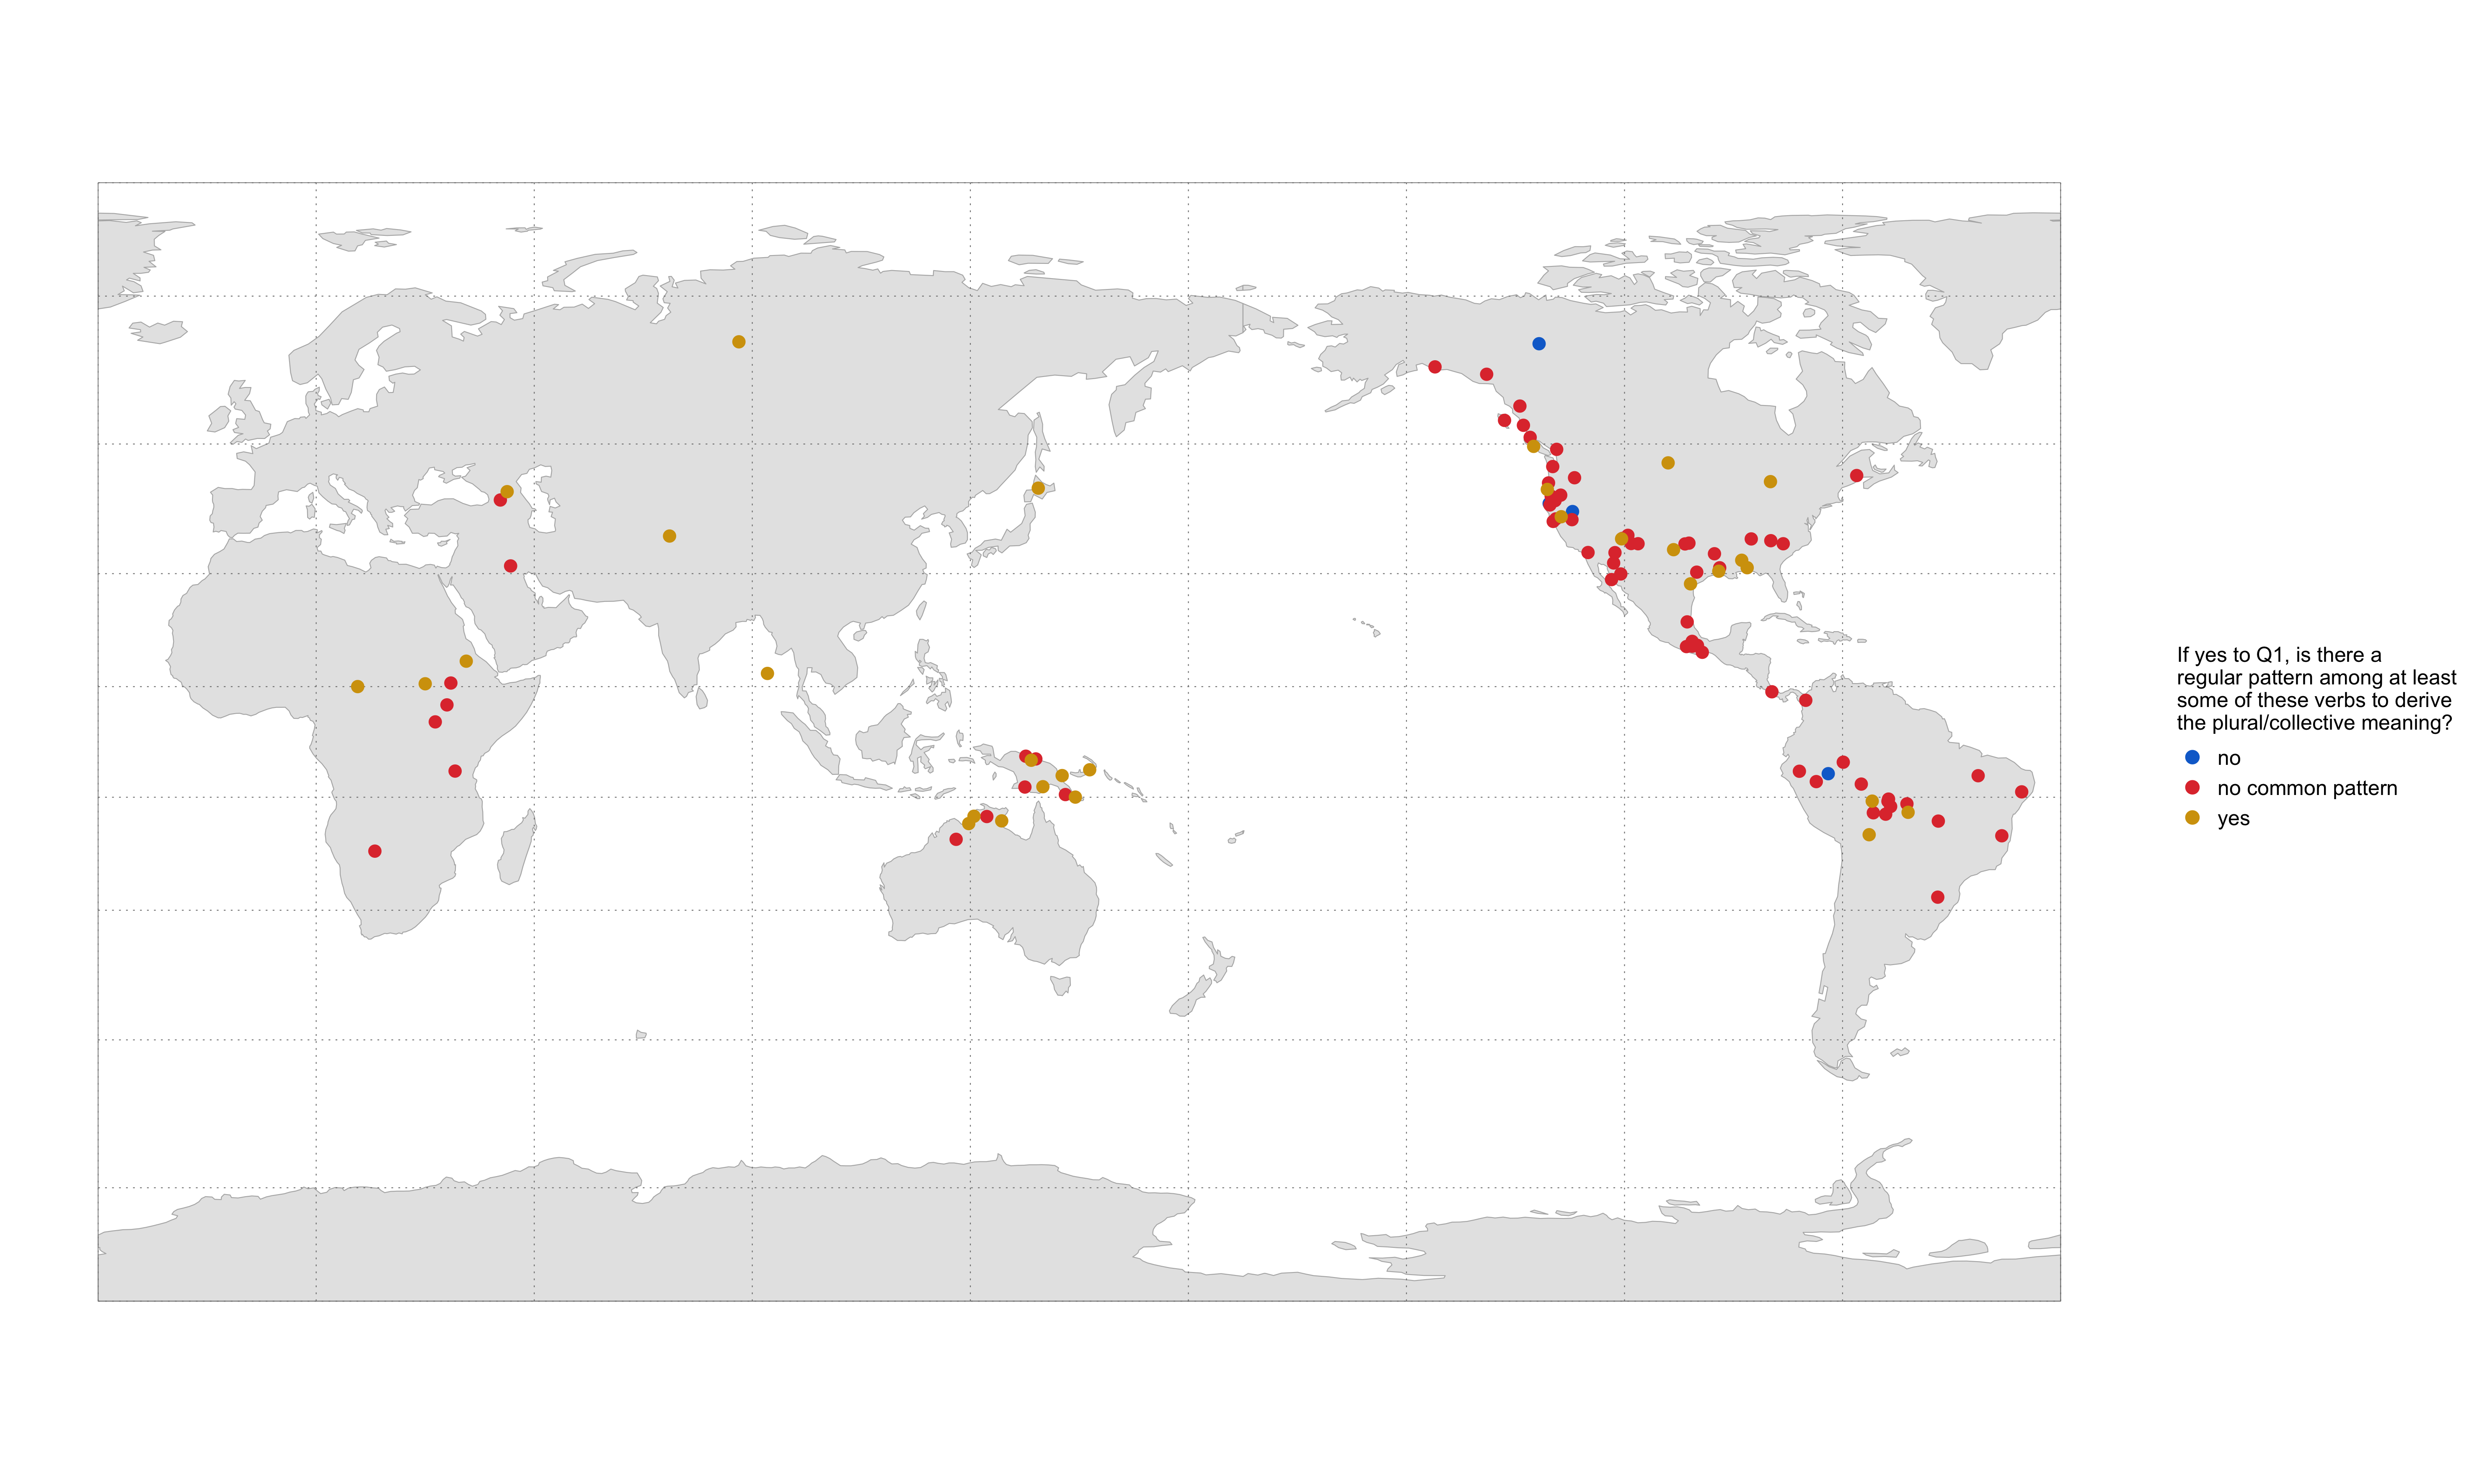 If yes to Q1, is there a
regular pattern among at least
some of these verbs to derive
the plural/collective meaning?
no
no common pattern
yes